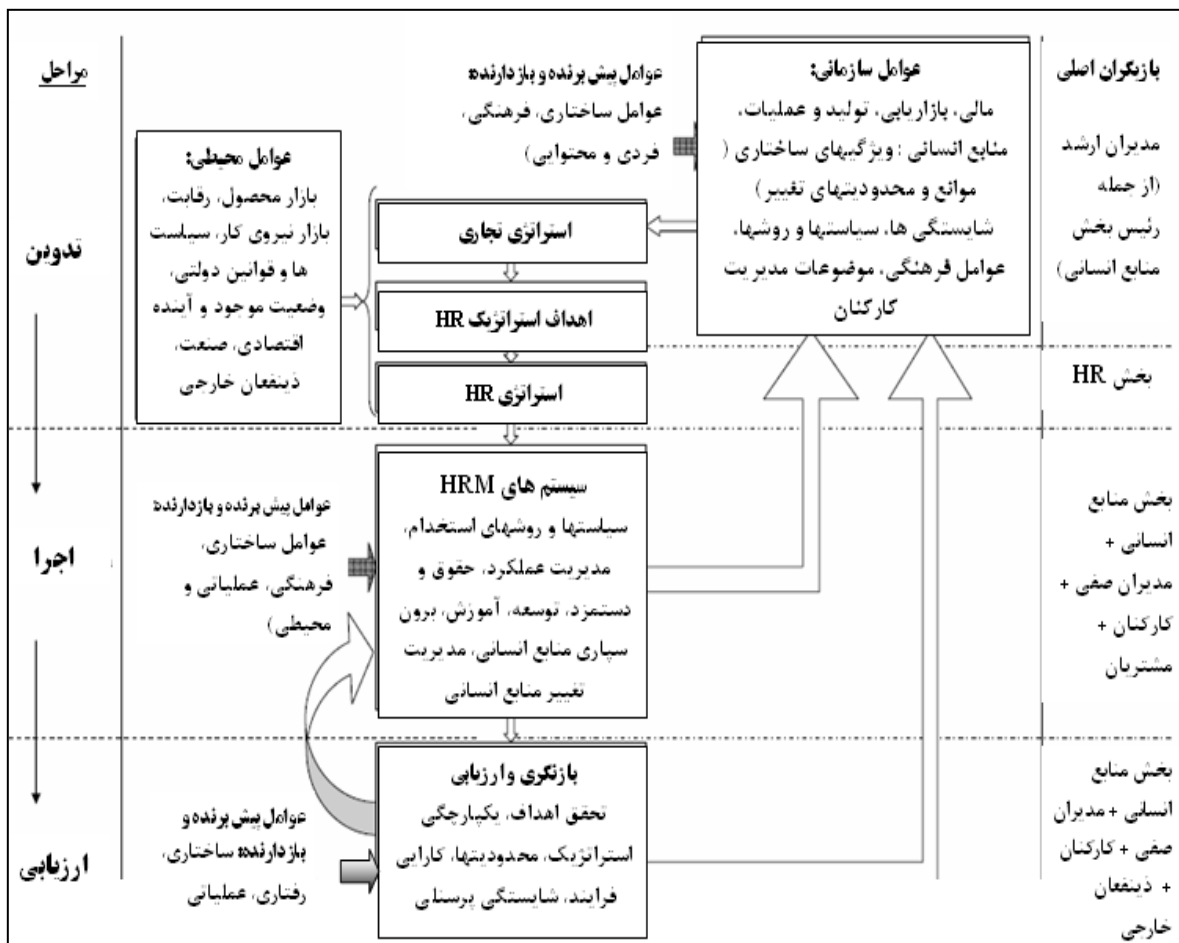 بازیگران اصلی
مدیران ارشد
(از جمله
رئیس بخش
منابع انسانی)
بخش HR
بخش منابع
انسانی +
مدیران صفی +
کارکنان +
مشتریان
بخش منابع
انسانی + مدیران
صفی + کارکنان
+ ذینفعان
خارجی
عوامل سازمانی:
مالی، بازاریابی، تولید و عملیات،
منابع انسانی : ویژگیهای ساختاری (
موانع و محدودیتهای تغییر )
شایستگی ها، سیاستها و روشها،
عوامل فرهنگی، موضوعات مدیریت
کارکنان
عوامل پیش برنده و بازدارنده:
عوامل ساختاری، فرهنگی،
فردی و محتوایی)
استراتژی تجاری
اهداف استراتژیک HR
استراتژی HR
عوامل محیطی:
بازار محصول، رقابت،
بازار نیروی کار، سیاست
ها و قوانین دولتی،
وضعیت موجود و آینده
اقتصادی، صنعت،
ذینفعان خارجی
سیستم های HRM
سیاستها و روشهای استخدام،
مدیریت عملکرد، حقوق و
دستمزد، توسعه، آموزش، برون
سپاری منابع انسانی، مدیریت
تغییر منابع انسانی
عوامل پیش برنده و بازدارنده:
عوامل ساختاری،
فرهنگی، عملیاتی و
محیطی)
بازنگری وارزیابی
تحقق اهداف، یکپارچگی
استراتژیک، محدودیتها، کارایی
فرایند، شایستگی پرسنلی
عوامل پیش برنده و
بازدارنده: ساختاری،
رفتاری، عملیاتی
مراحل
تدوین
اجرا
ارزیابی